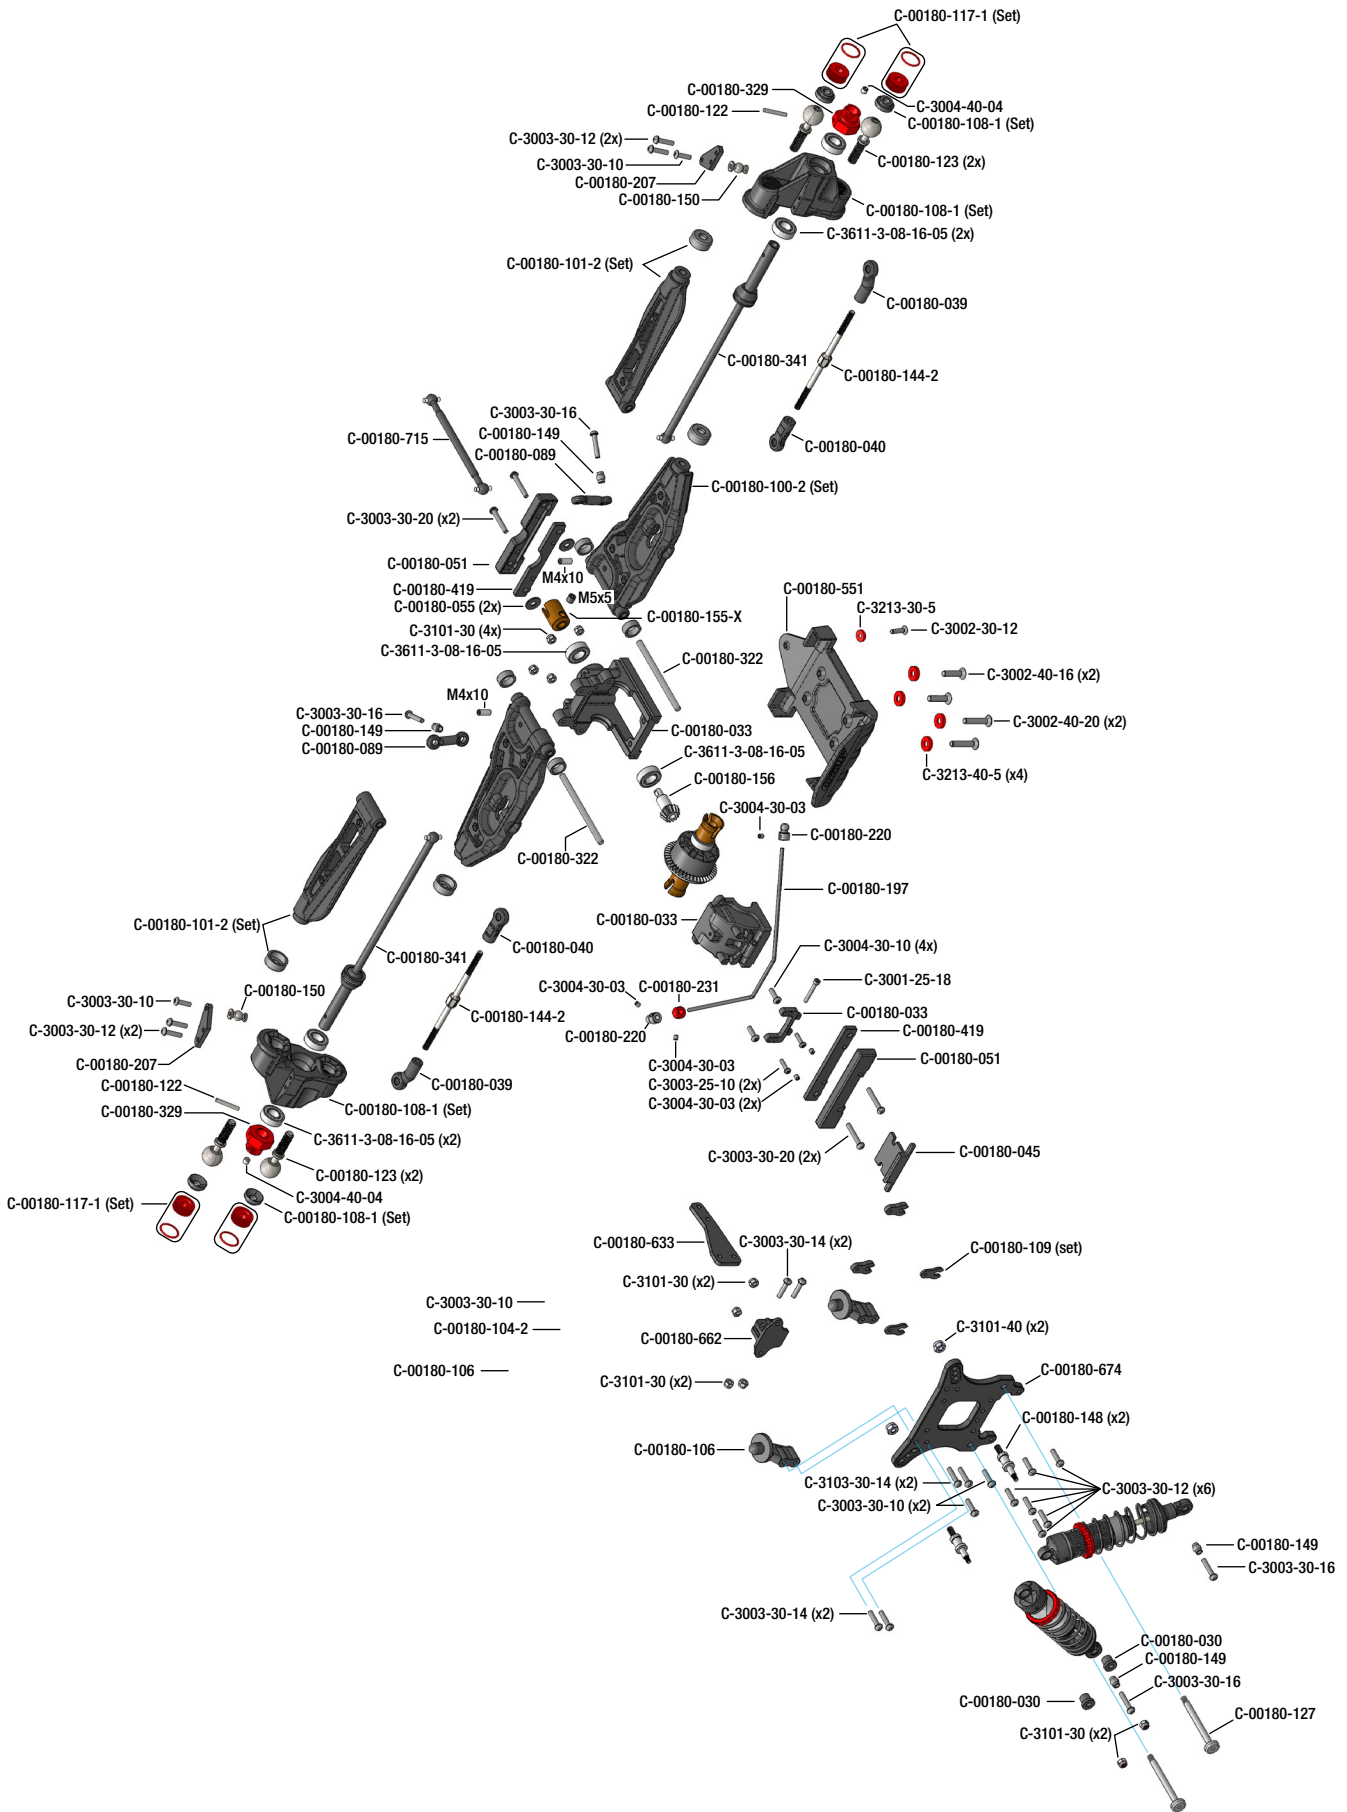 C-00180-117-1 (Set)
C-00180-329
C-3004-40-04
C-00180-122
C-00180-108-1 (Set)
C-3003-30-12 (2x)
C-3003-30-10
C-00180-123 (2x)
C-00180-207
C-00180-150
C-00180-108-1 (Set)
C-3611-3-08-16-05 (2x)
C-00180-101-2 (Set)
C-00180-039
C-00180-341
C-00180-144-2
C-3003-30-16
C-00180-149
C-00180-715
C-00180-040
C-00180-089
C-00180-100-2 (Set)
C-3003-30-20 (x2)
C-00180-051
M4x10
C-00180-419
C-00180-551
M5x5
C-00180-055 (2x)
C-3213-30-5
C-00180-155-X
C-3101-30 (4x)
C-3002-30-12
C-3611-3-08-16-05
C-00180-322
C-3002-40-16 (x2)
M4x10
C-3003-30-16
C-3002-40-20 (x2)
C-00180-149
C-00180-033
C-00180-089
C-3611-3-08-16-05
C-3213-40-5 (x4)
C-00180-156
C-3004-30-03
C-00180-220
C-00180-322
C-00180-197
C-00180-033
C-00180-101-2 (Set)
C-00180-040
C-3004-30-10 (4x)
C-00180-341
C-3001-25-18
C-3004-30-03
C-00180-231
C-00180-150
C-3003-30-10
C-00180-033
C-00180-144-2
C-3003-30-12 (x2)
C-00180-419
C-00180-220
C-00180-051
C-00180-207
C-3004-30-03
C-00180-122
C-00180-039
C-3003-25-10 (2x)
C-3004-30-03 (2x)
C-00180-329
C-00180-108-1 (Set)
C-3611-3-08-16-05 (x2)
C-00180-045
C-3003-30-20 (2x)
C-00180-123 (x2)
C-3004-40-04
C-00180-117-1 (Set)
C-00180-108-1 (Set)
C-00180-633
C-3003-30-14 (x2)
C-00180-109 (set)
C-3101-30 (x2)
C-3003-30-10
C-00180-104-2
C-3101-40 (x2)
C-00180-662
C-00180-106
C-00180-674
C-3101-30 (x2)
C-00180-148 (x2)
C-00180-106
C-3103-30-14 (x2)
C-3003-30-12 (x6)
C-3003-30-10 (x2)
C-00180-149
C-3003-30-16
C-3003-30-14 (x2)
C-00180-030
C-00180-149
C-3003-30-16
C-00180-030
C-00180-127
C-3101-30 (x2)